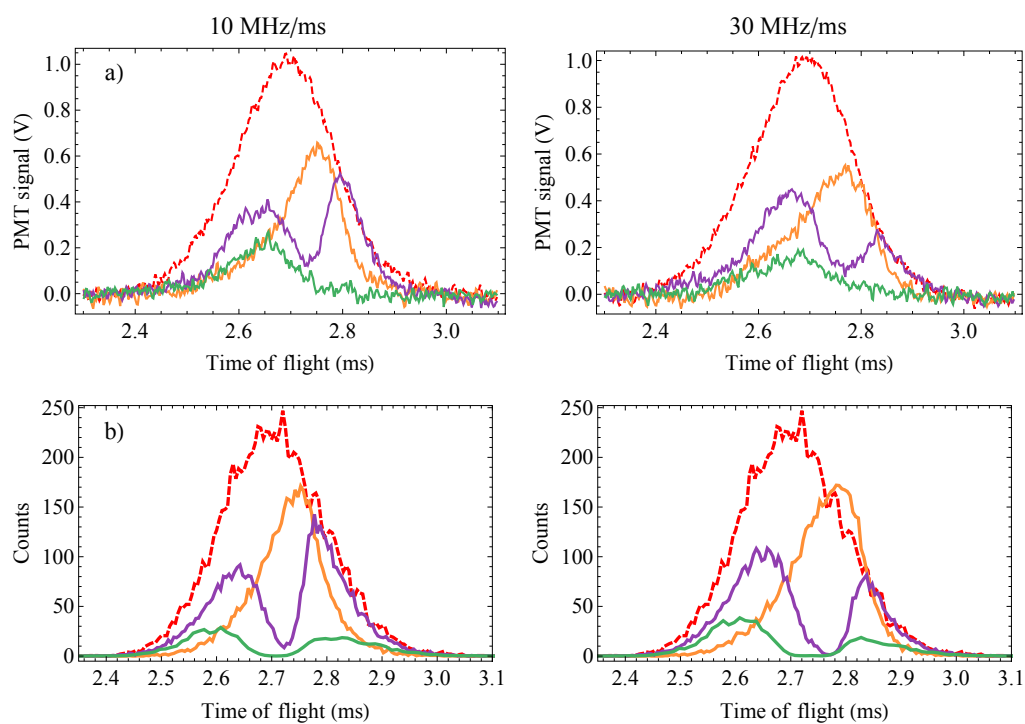 10 MHz/ms
30 MHz/ms
a)
PMT signal (V)
1.0
0.8
0.6
0.4
0.2
0.0
2.4 2.6 2.8 3.0
Time of flight (ms)
PMT signal (V)
1.0
0.8
0.6
0.4
0.2
0.0
2.4 2.6 2.8 3.0
Time of flight (ms)
b)
Counts
250
200
150
100
50
0
2.4 2.5 2.6 2.7 2.8 2.9 3.0 3.1
Time of flight (ms)
Counts
250
200
150
100
50
0
2.4 2.5 2.6 2.7 2.8 2.9 3.0 3.1
Time of flight (ms)